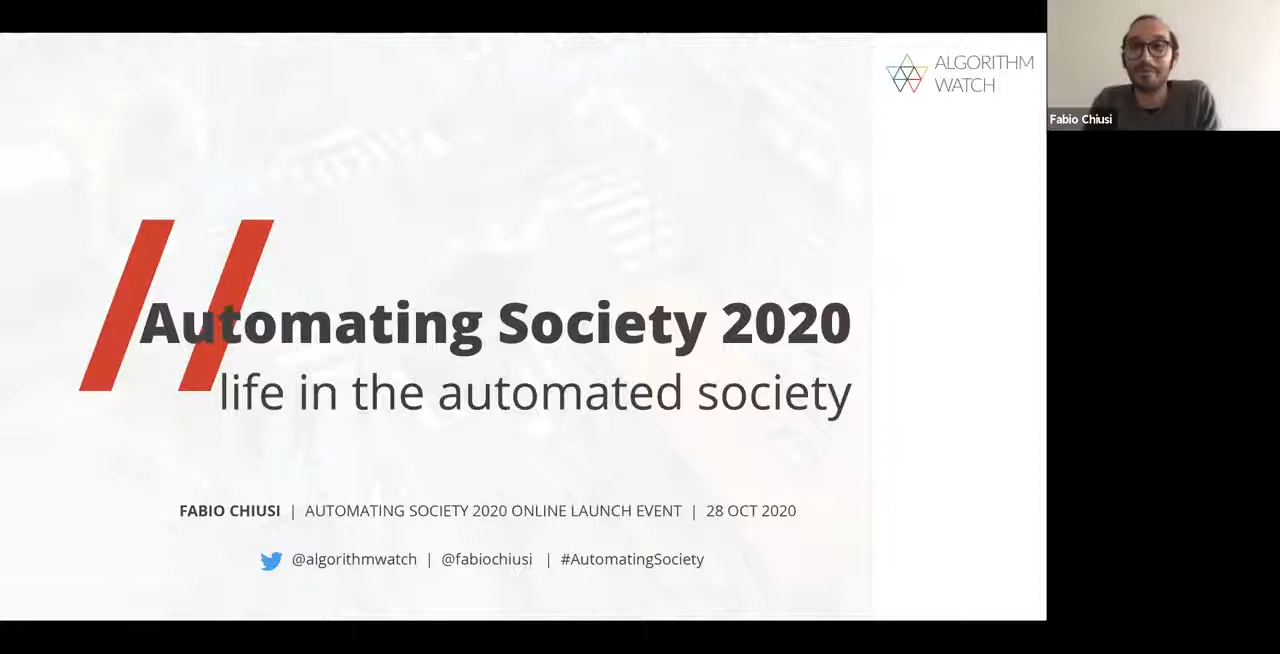 ALGORITHM
WATCH
Fabio Chiusi
Automating Society 2020
life in the automated society
FABIO CHIUSI | AUTOMATING SOCIETY 2020 ONLINE LAUNCH EVENT | 28 OCT 2020
@algorithmwatch | @fabiochiusi | #AutomatingSociety